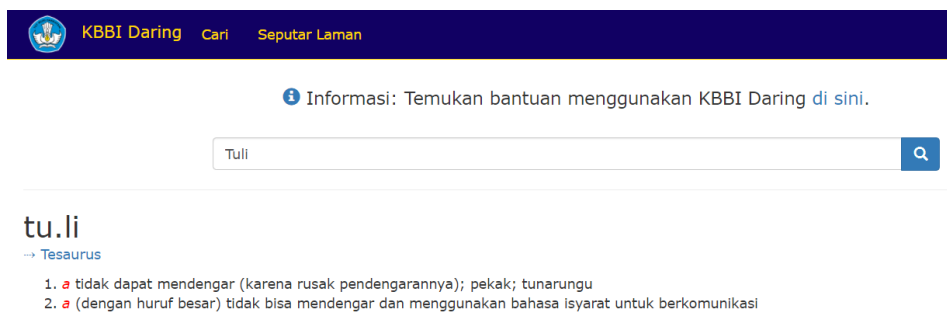 KBBI Daring Cari Seputar Laman
Informasi: Temukan bantuan menggunakan KBBI Daring di sini.
Tuli
tu.li
→ Tesaurus
1. a tidak dapat mendengar (karena rusak pendengarannya); pekak; tunarungu
2. a (dengan huruf besar) tidak bisa mendengar dan menggunakan bahasa isyarat untuk berkomunikasi